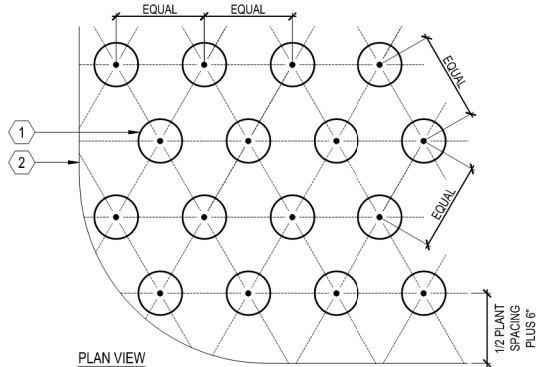 EQUAL EQUAL
EQUAL
1
2
EQUAL
1/2 PLANT
SPACING
PLUS 6"
PLAN VIEW